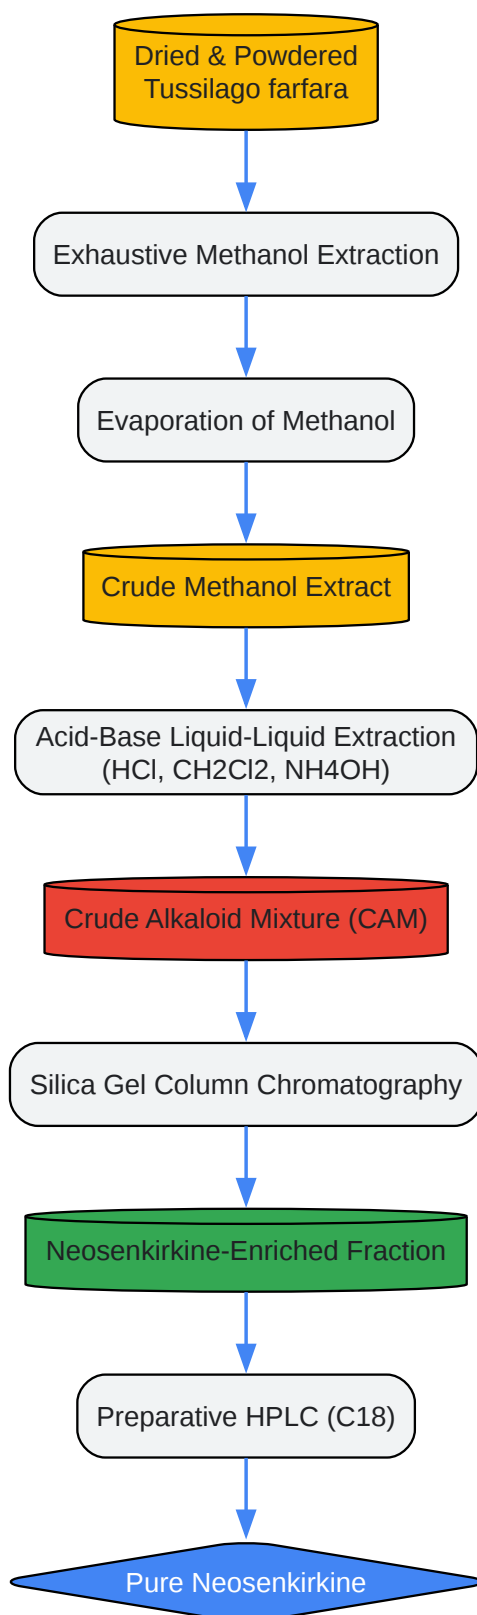 Dried & Powdered
Tussilago farfara
Exhaustive Methanol Extraction
Evaporation of Methanol
Crude Methanol Extract
Acid-Base Liquid-Liquid Extraction
(HCl, CH2Cl2, NH4OH)
Crude Alkaloid Mixture (CAM)
Silica Gel Column Chromatography
Neosenkirkine-Enriched Fraction
Preparative HPLC (C18)
Pure Neosenkirkine